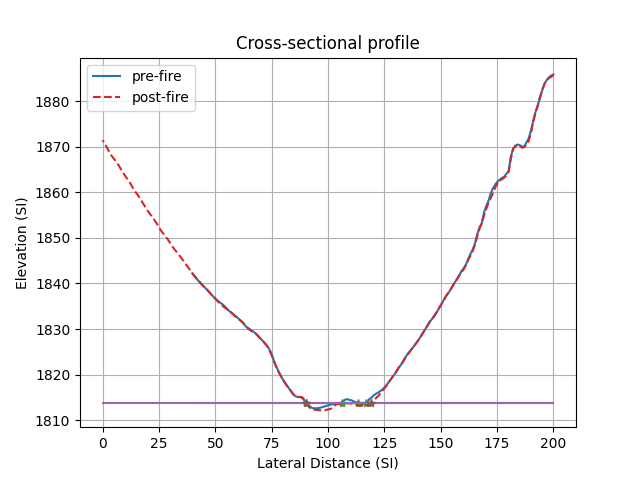 Cross-sectional profile
pre-fire
post-fire
1880
1870
1860
1850
1840
1830
1820
1810
Elevation (SI)
0 25 50 75 100 125 150 175 200
Lateral Distance (SI)